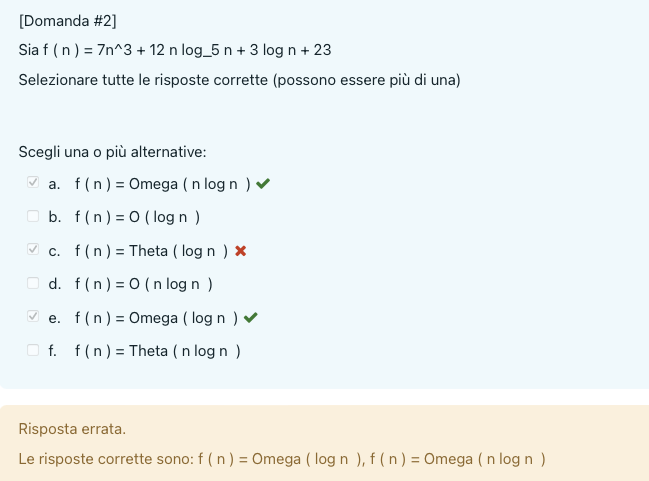 [Domanda #2]
Sia f ( n ) = 7n^3 + 12 n log_5 n + 3 log n + 23
Selezionare tutte le risposte corrette (possono essere più di una)
Scegli una o più alternative:
a. f ( n ) = Omega ( n log n )
b. f ( n ) = O ( log n )
c. f ( n ) = Theta ( log n )
d. f ( n ) = O ( n log n )
e. f ( n ) = Omega ( log n )
f. f ( n ) = Theta ( n log n )
Risposta errata.
Le risposte corrette sono: f ( n ) = Omega ( log n ), f ( n ) = Omega ( n log n )